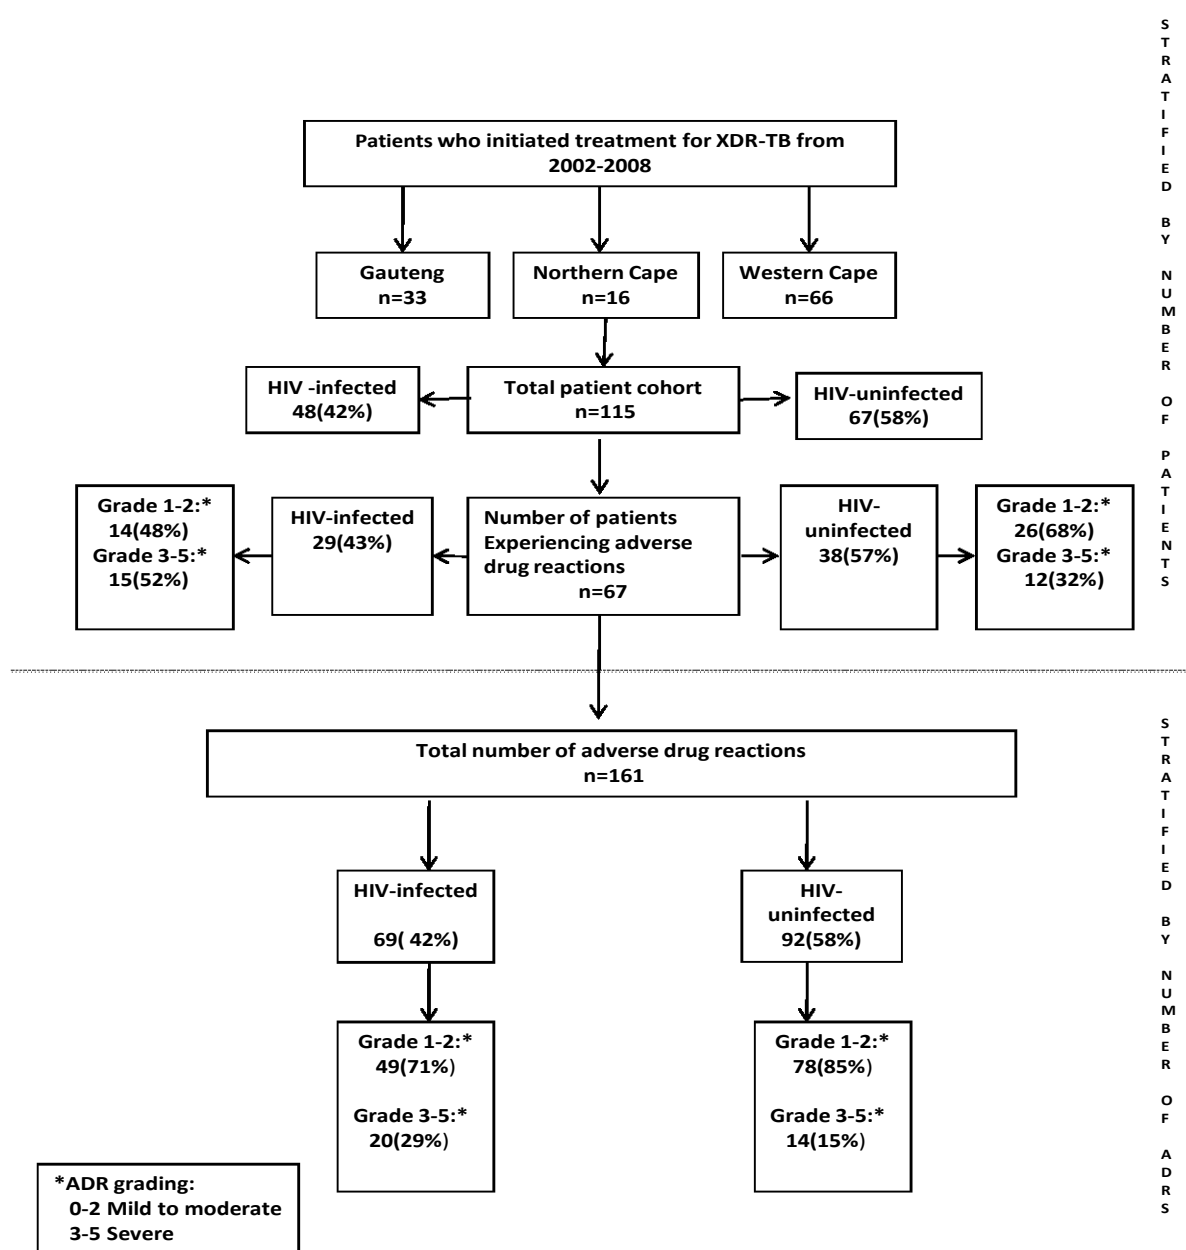 Patients who initiated treatment for XDR-TB from
2002-2008
Gauteng
n=33
Northern Cape
n=16
Western Cape
n=66
HIV -infected
48(42%)
Total patient cohort
n=115
HIV-uninfected
67(58%)
Grade 1-2:*
14(48%)
Grade 3-5:*
15(52%)
HIV-infected
29(43%)
Number of patients
Experiencing adverse
drug reactions
n=67
HIV-
uninfected
38(57%)
Grade 1-2:*
26(68%)
Grade 3-5:*
12(32%)
STRATIFIED BY NUMBER OF PATIENTS
Total number of adverse drug reactions
n=161
HIV-infected
69( 42%)
HIV-
uninfected
92(58%)
Grade 1-2:*
49(71%)
Grade 3-5:*
20(29%)
Grade 1-2:*
78(85%)
Grade 3-5:*
14(15%)
STRATIFIED BY NUMBER OF ADRS
*ADR grading:
0-2 Mild to moderate
3-5 Severe